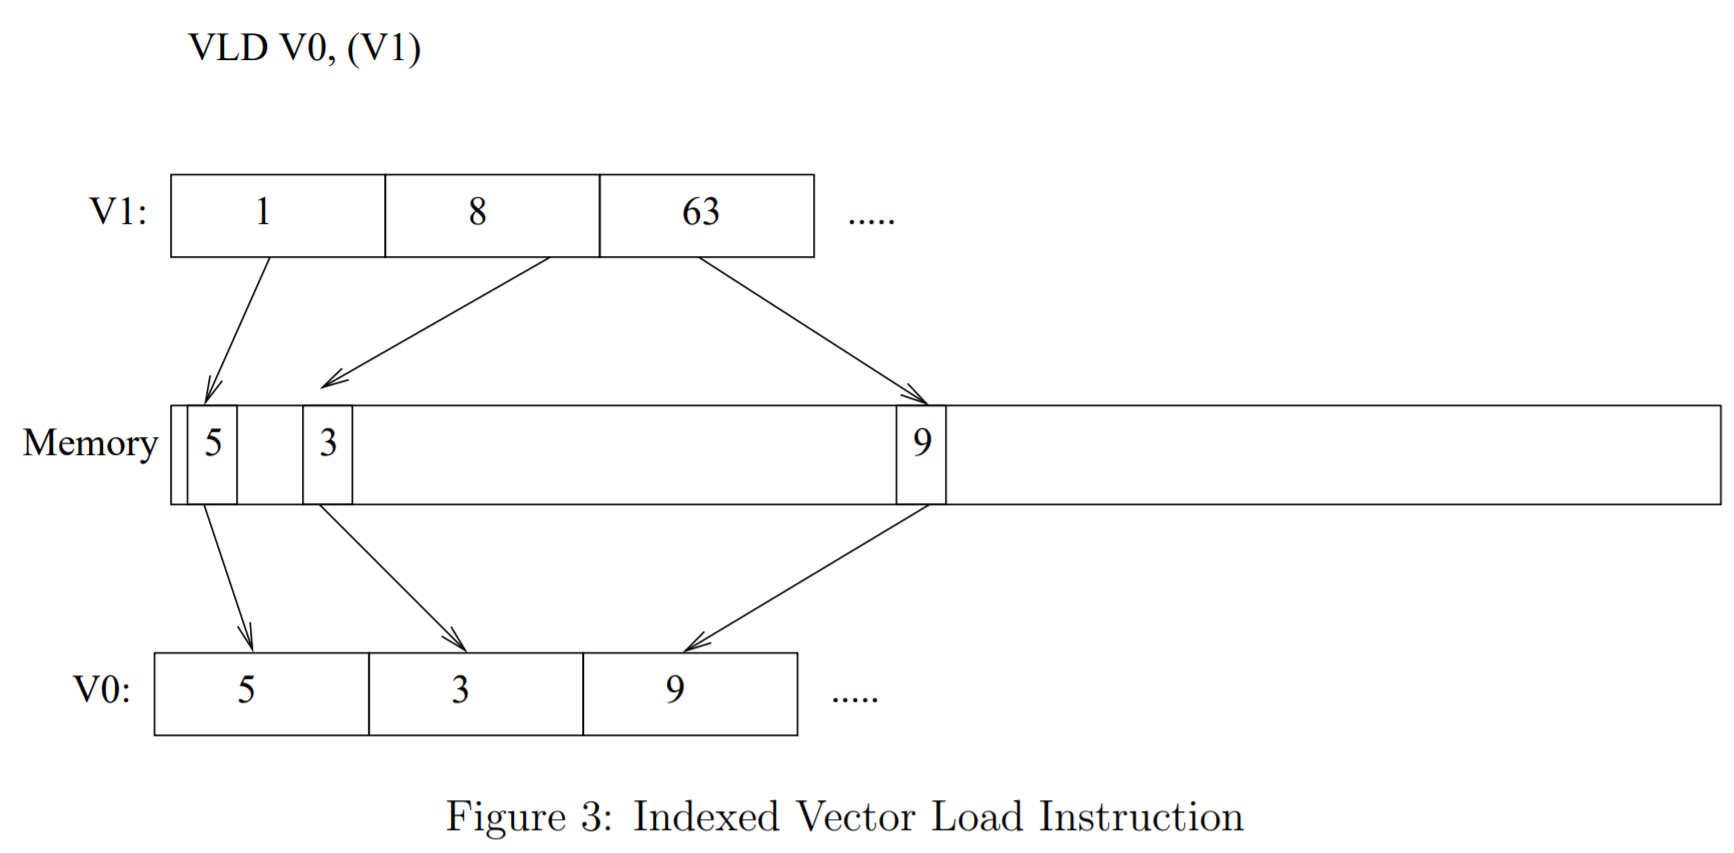 VLD V0, (V1)
V1: 1 8 63 .....
Memory 5 3 9
V0: 5 3 9 .....
Figure 3: Indexed Vector Load Instruction